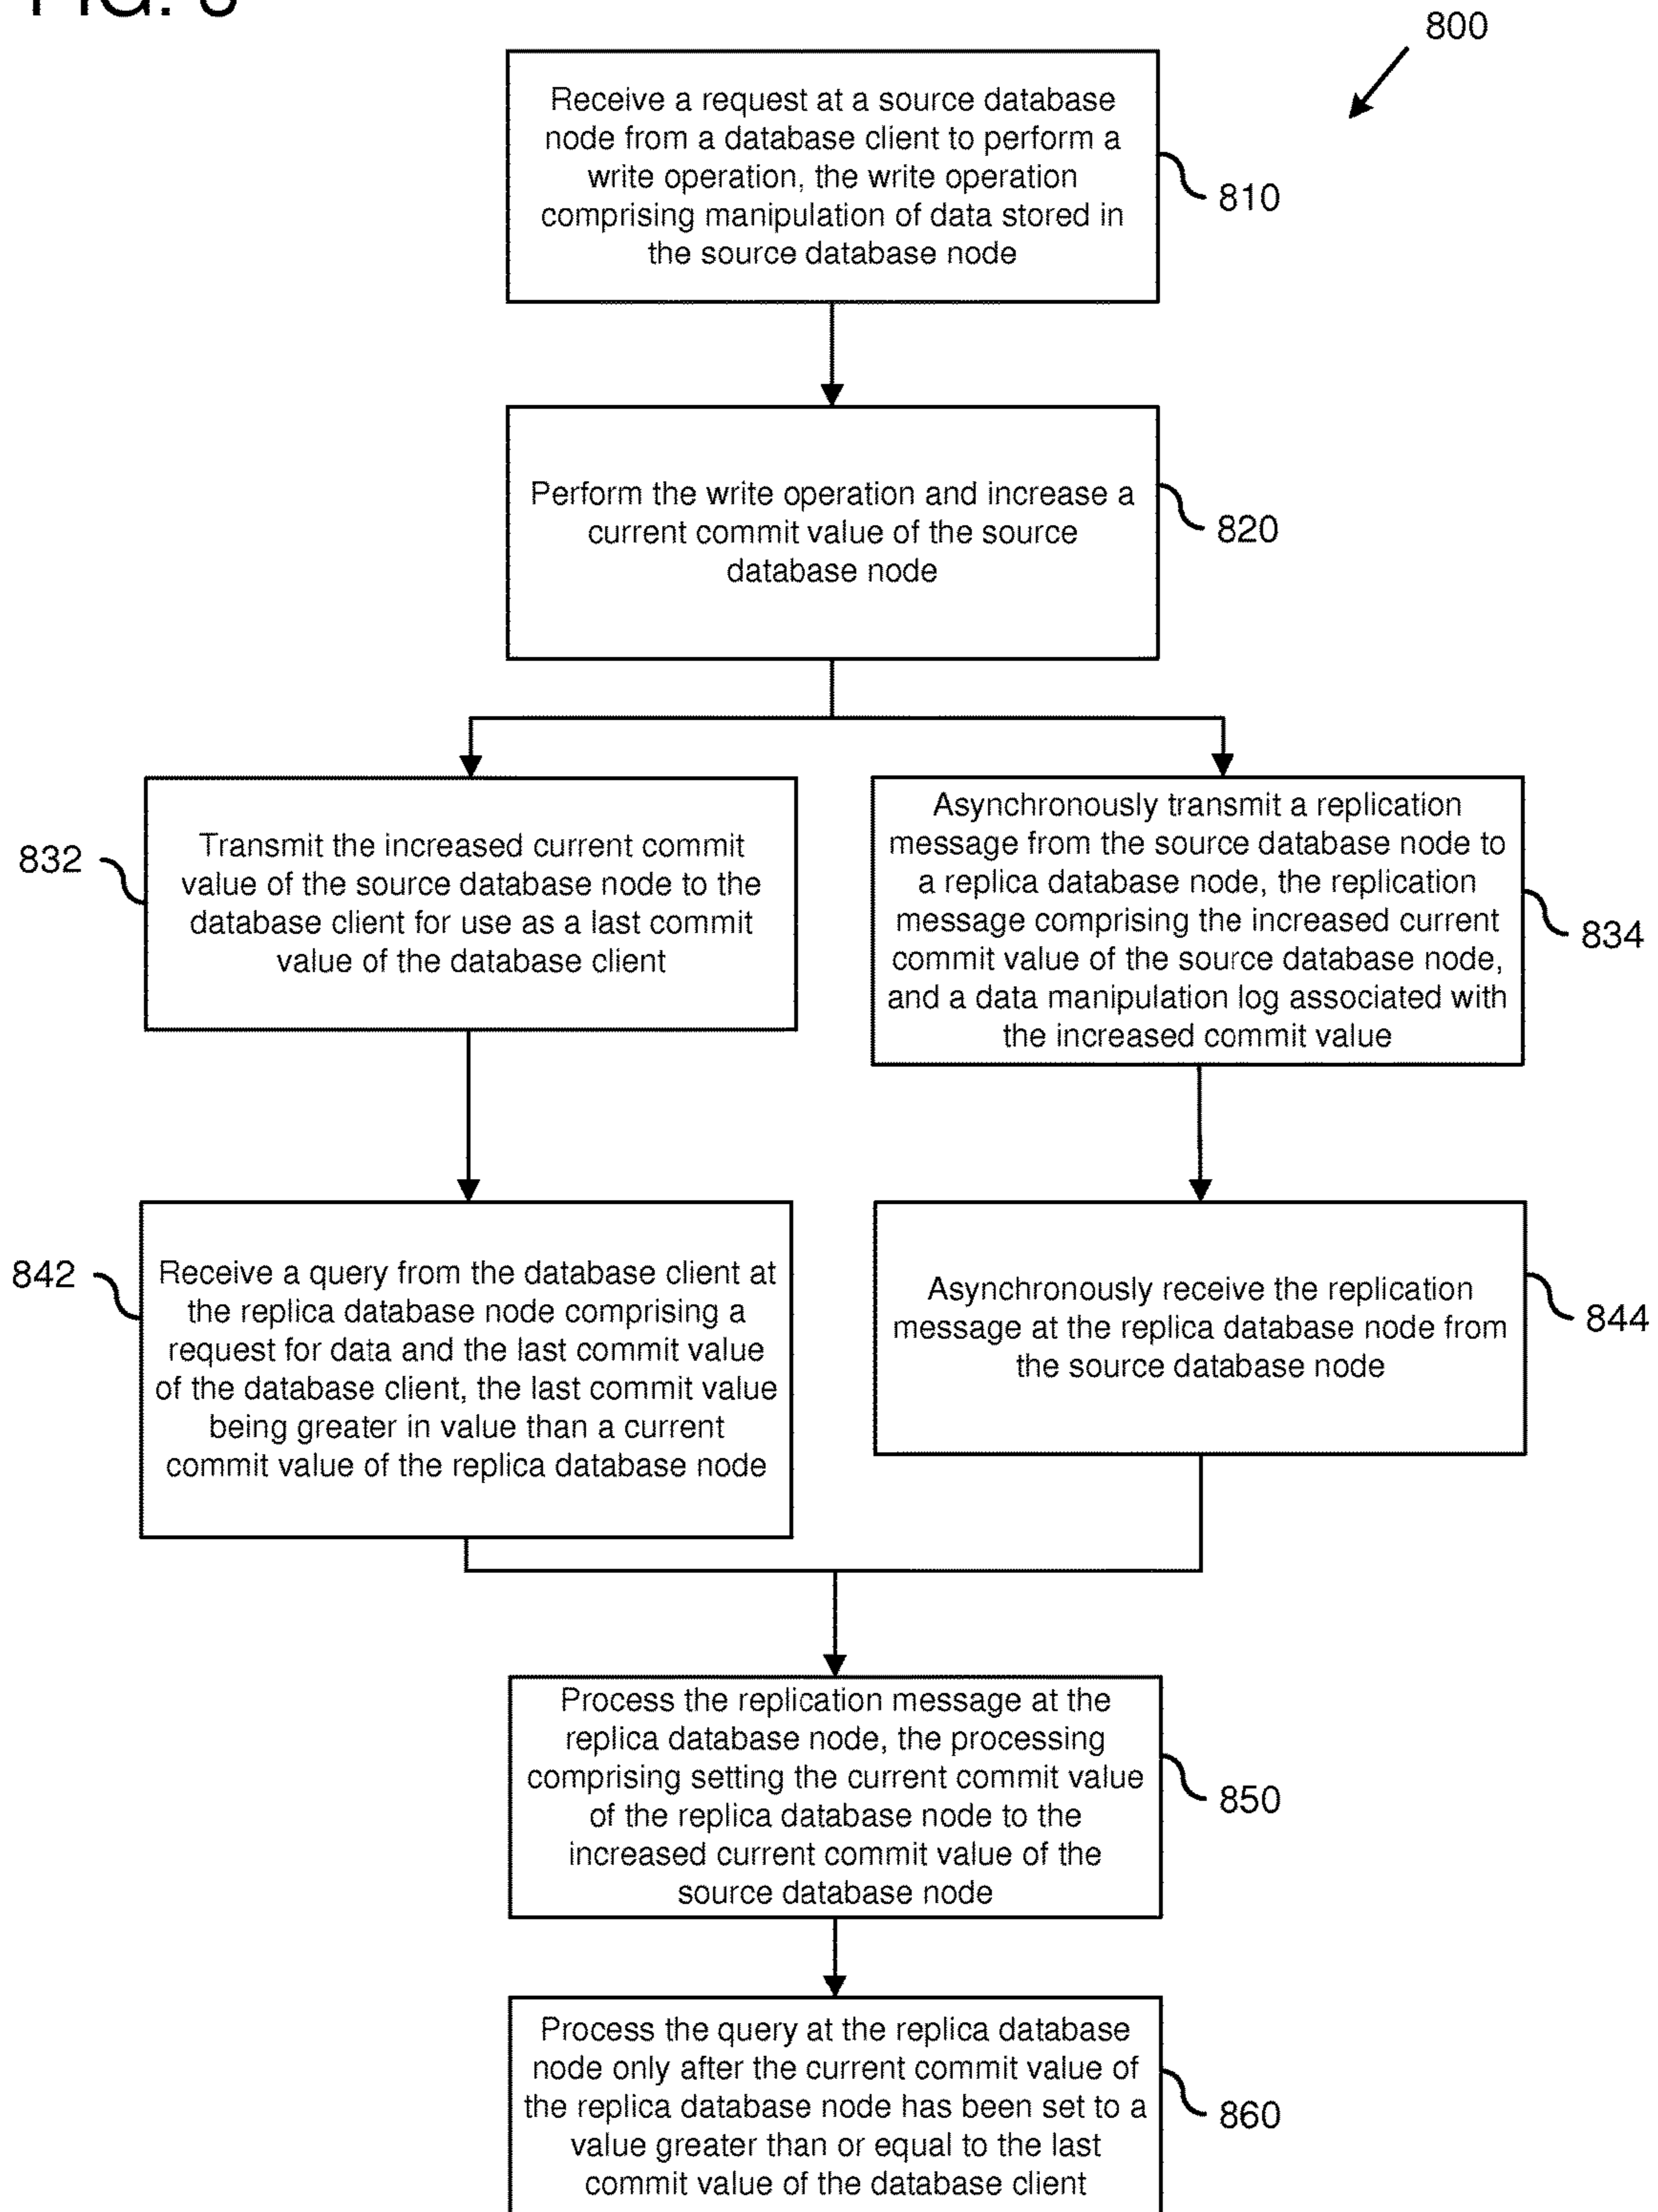 800
Receive a request at a source database
node from a database client to perform a
write operation, the write operation
comprising manipulation of data stored in
the source database node
810
Perform the write operation and increase a
current commit value of the source
database node
820
832
Transmit the increased current commit
value of the source database node to the
database client for use as a last commit
value of the database client
Asynchronously transmit a replication
message from the source database node to
a replica database node, the replication
message comprising the increased current
commit value of the source database node,
and a data manipulation log associated with
the increased commit value
834
842
Receive a query from the database client at
the replica database node comprising a
request for data and the last commit value
of the database client, the last commit value
being greater in value than a current
commit value of the replica database node
Asynchronously receive the replication
message at the replica database node from
the source database node
844
Process the replication message at the
replica database node, the processing
comprising setting the current commit value
of the replica database node to the
increased current commit value of the
source database node
850
Process the query at the replica database
node only after the current commit value of
the replica database node has been set to a
value greater than or equal to the last
commit value of the database client
860